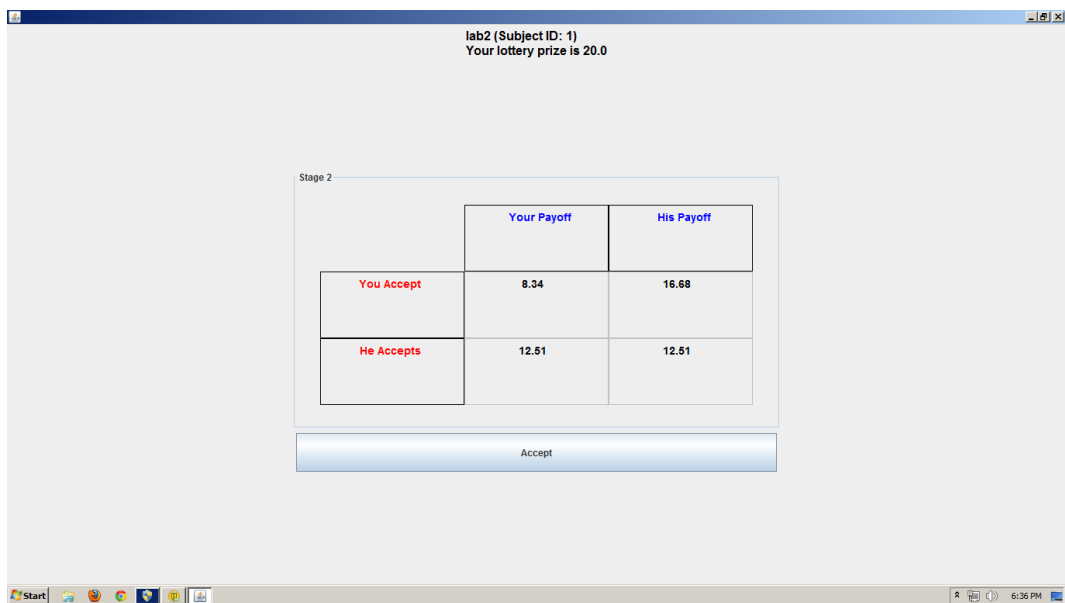 lab2 (Subject ID: 1)
Your lottery prize is 20.0
Stage 2
Your Payoff His Payoff
You Accept 8.34 16.68
He Accepts 12.51 12.51
Accept
Start 6:36 PM